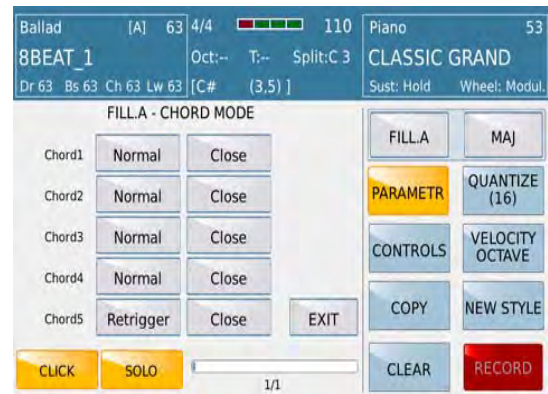 Ballad [A] 63 4/4 110 Piano 53
8BEAT_1 Oct:-- T:-- Split:C 3 CLASSIC GRAND
Dr 63 Bs 63 Ch 63 Lw 63 [C# (3,5) ] Sust: Hold Wheel: Modul.
FILL.A - CHORD MODE
Chord1 Normal Close
Chord2 Normal Close
Chord3 Normal Close
Chord4 Normal Close
Chord5 Retrigger Close EXIT
CLICK SOLO 1/1
FILL.A MAJ
PARAMETR QUANTIZE
(16)
CONTROLS VELOCITY
OCTAVE
COPY NEW STYLE
CLEAR RECORD